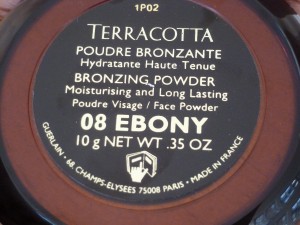 1P02
TERRACOTTA
POUDRE BRONZANTE
Hydratante Haute Tenue
BRONZING POWDER
Moisturising and Long Lasting
Poudre Visage / Face Powder
08 EBONY
10 g NET WT .35 OZ
GUERLAIN • 68, CHAMPS-ELYSEES 75008 PARIS • MADE IN FRANCE